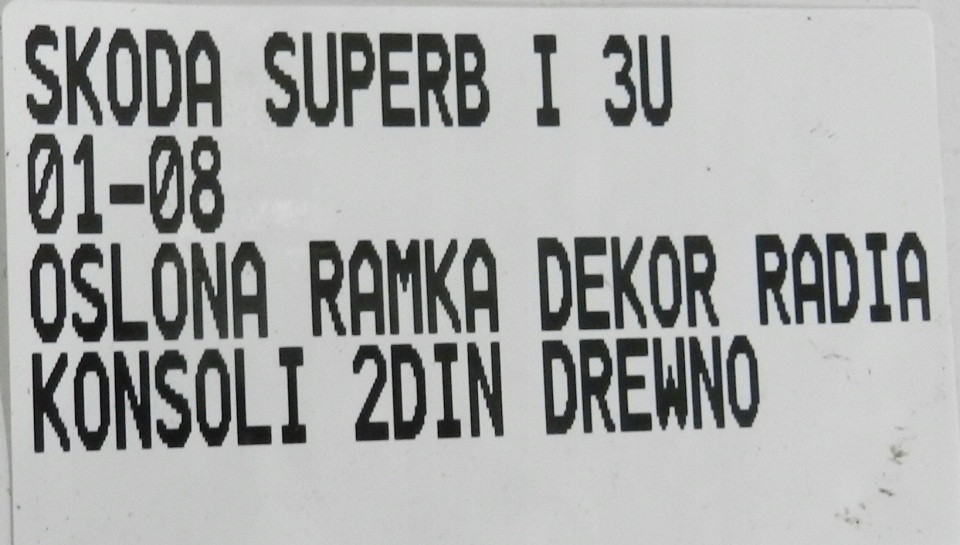 SKODA SUPERB I 3U
01-08
OSLONA RAMKA DEKOR RADIA
KONSOLI 2DIN DREWNO